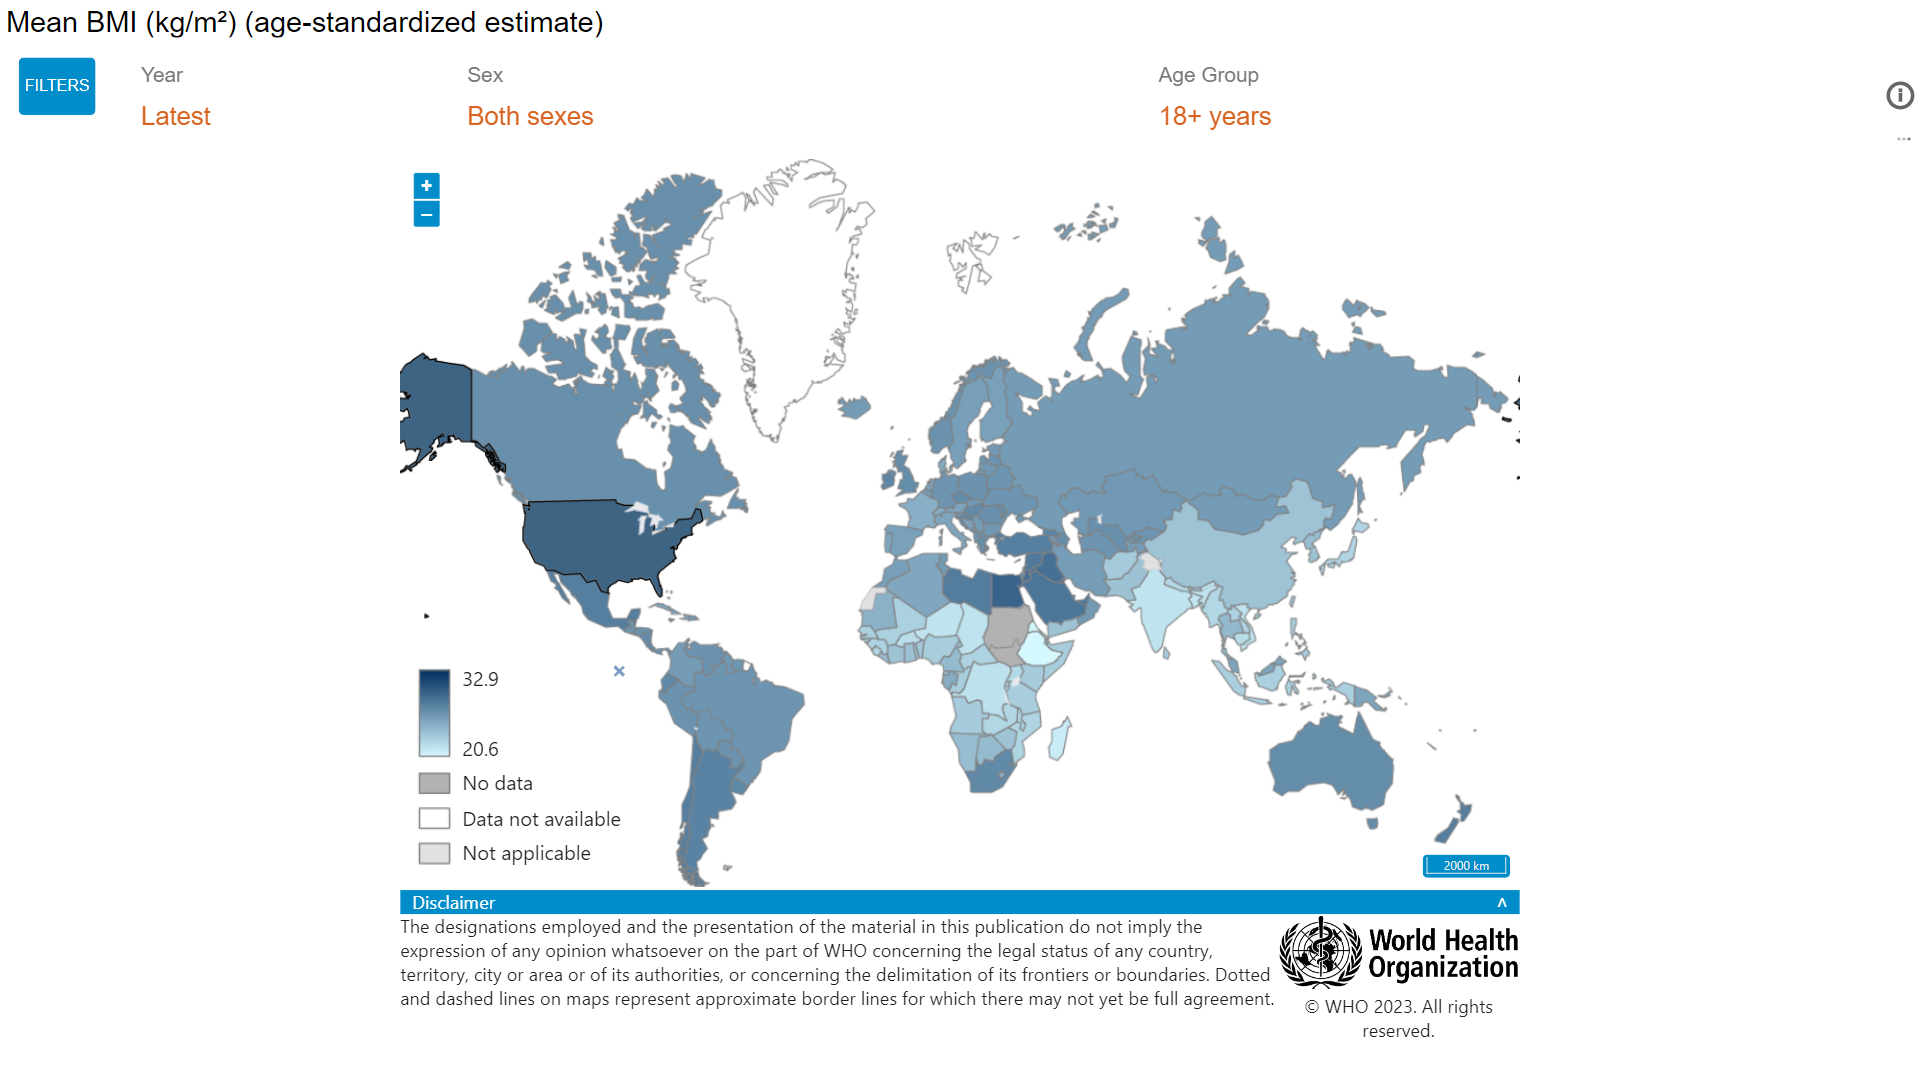 Mean BMI (kg/m²) (age-standardized estimate)
FILTERS
Year
Latest
Sex
Both sexes
Age Group
18+ years
+
−
32.9
20.6
No data
Data not available
Not applicable
2000 km
Disclaimer
The designations employed and the presentation of the material in this publication do not imply the
expression of any opinion whatsoever on the part of WHO concerning the legal status of any country,
territory, city or area or of its authorities, or concerning the delimitation of its frontiers or boundaries. Dotted
and dashed lines on maps represent approximate border lines for which there may not yet be full agreement.
World Health
Organization
© WHO 2023. All rights
reserved.